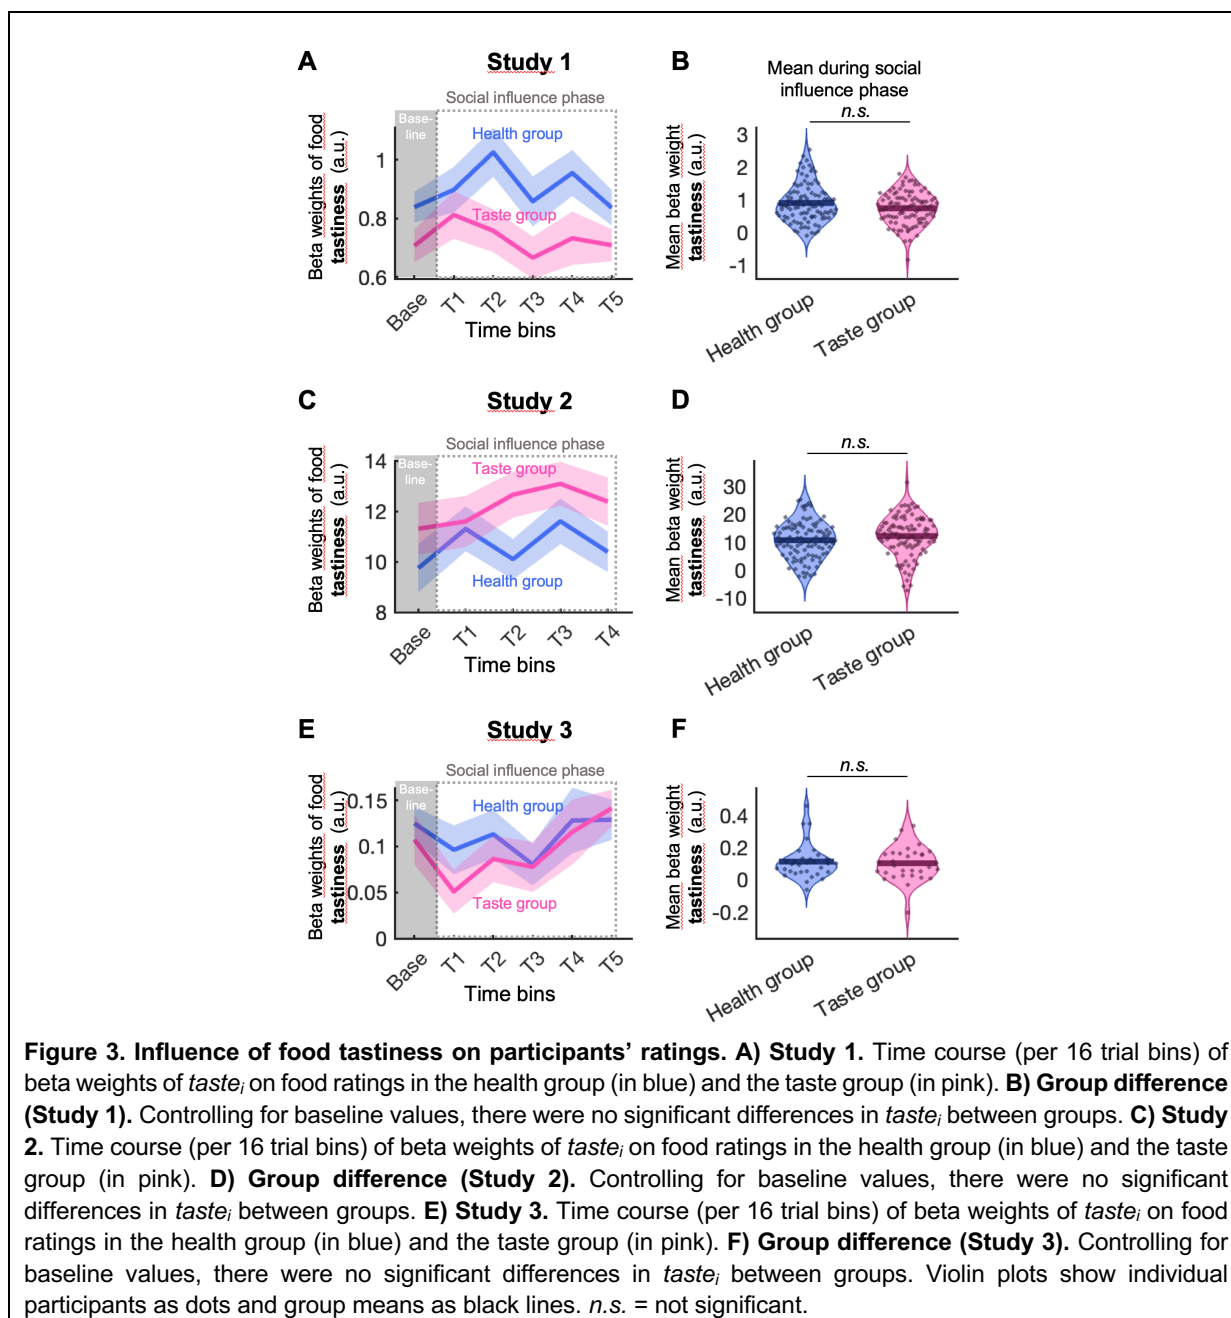 A
Study 1
Social influence phase
Base-
line
Health group
Taste group
Beta weights of food
tastiness (a.u.)
1
0.8
0.6
Base
T1
T2
T3
T4
T5
Time bins
B
Mean during social
influence phase
n.s.
Mean beta weight
tastiness (a.u.)
3
2
1
0
-1
Health group
Taste group
C
Study 2
Social influence phase
Base-
line
Taste group
Health group
Beta weights of food
tastiness (a.u.)
14
12
10
8
Base
T1
T2
T3
T4
Time bins
D
n.s.
Mean beta weight
tastiness (a.u.)
30
20
10
0
-10
Health group
Taste group
E
Study 3
Social influence phase
Base-
line
Health group
Taste group
Beta weights of food
tastiness (a.u.)
0.15
0.1
0.05
0
Base
T1
T2
T3
T4
T5
Time bins
F
n.s.
Mean beta weight
tastiness (a.u.)
0.4
0.2
0
-0.2
Health group
Taste group
Figure 3. Influence of food tastiness on participants’ ratings. A) Study 1. Time course (per 16 trial bins) of
beta weights of tasteᵢ on food ratings in the health group (in blue) and the taste group (in pink). B) Group difference
(Study 1). Controlling for baseline values, there were no significant differences in tasteᵢ between groups. C) Study
2. Time course (per 16 trial bins) of beta weights of tasteᵢ on food ratings in the health group (in blue) and the taste
group (in pink). D) Group difference (Study 2). Controlling for baseline values, there were no significant
differences in tasteᵢ between groups. E) Study 3. Time course (per 16 trial bins) of beta weights of tasteᵢ on food
ratings in the health group (in blue) and the taste group (in pink). F) Group difference (Study 3). Controlling for
baseline values, there were no significant differences in tasteᵢ between groups. Violin plots show individual
participants as dots and group means as black lines. n.s. = not significant.